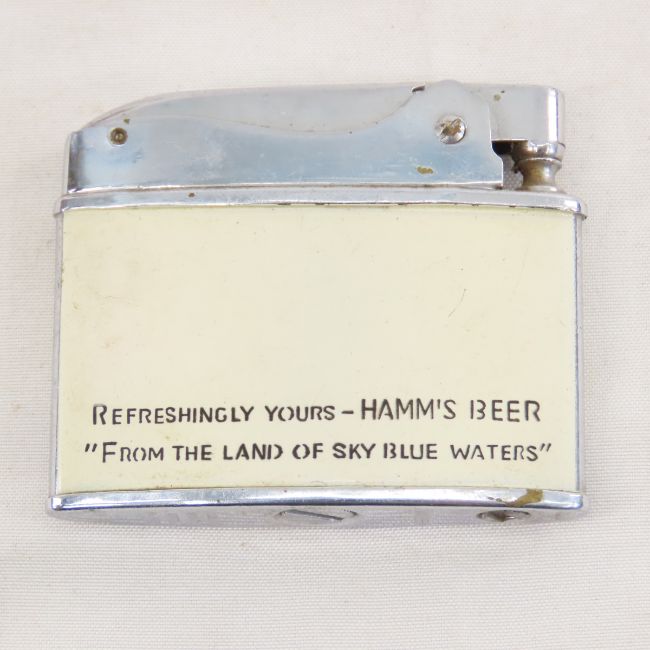 REFRESHINGLY YOURS – HAMM'S BEER
"FROM THE LAND OF SKY BLUE WATERS"